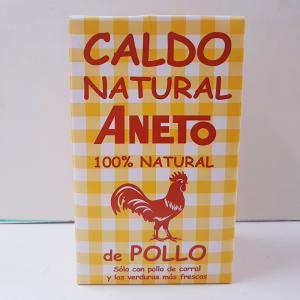 CALDO
NATURAL
ANETO
100% NATURAL
de POLLO
Sólo con pollo de corral
y las verduras más frescas